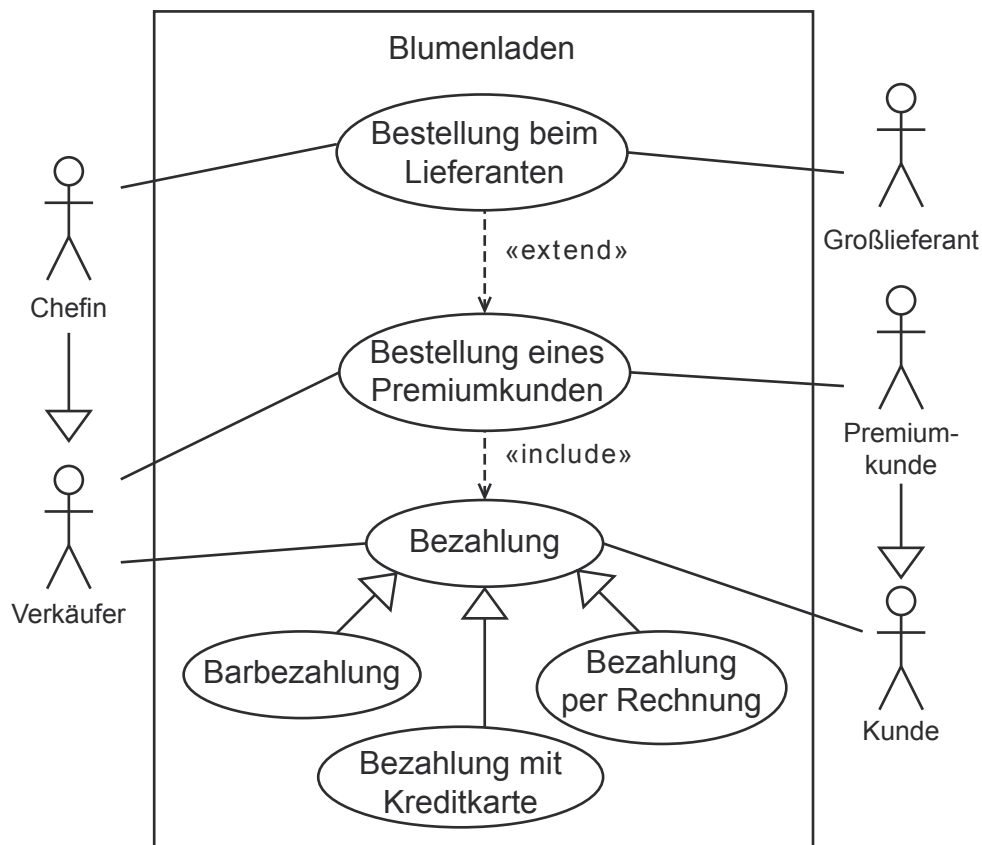 Blumenladen
Bestellung beim
Lieferanten
Großlieferant
«extend»
Chefin
Bestellung eines
Premiumkunden
Premium-
kunde
«include»
Bezahlung
Verkäufer
Barbezahlung
Bezahlung
per Rechnung
Kunde
Bezahlung mit
Kreditkarte